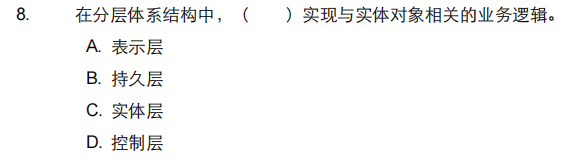 8. 在分层体系结构中，（　　）实现与实体对象相关的业务逻辑。
A. 表示层
B. 持久层
C. 实体层
D. 控制层